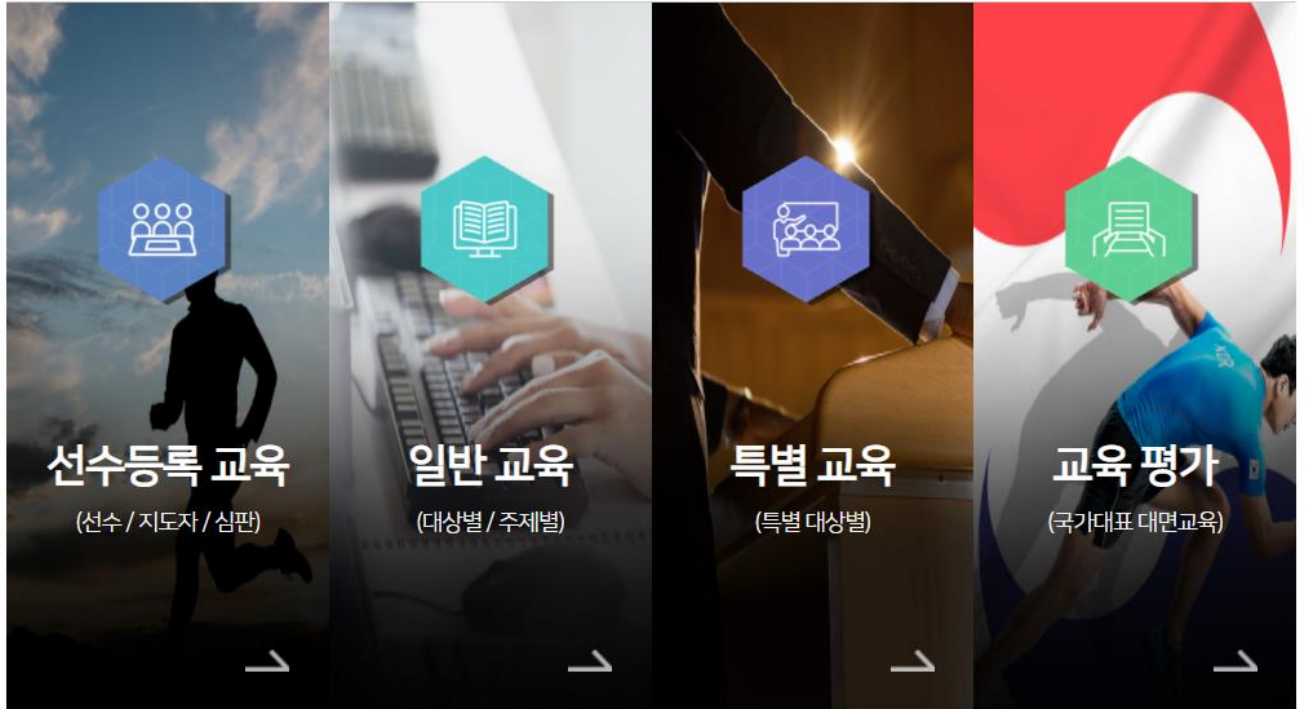 선수등록 교육
(선수 / 지도자 / 심판)
일반 교육
(대상별 / 주제별)
특별 교육
(특별 대상별)
KOR
교육 평가
(국가대표 대면교육)